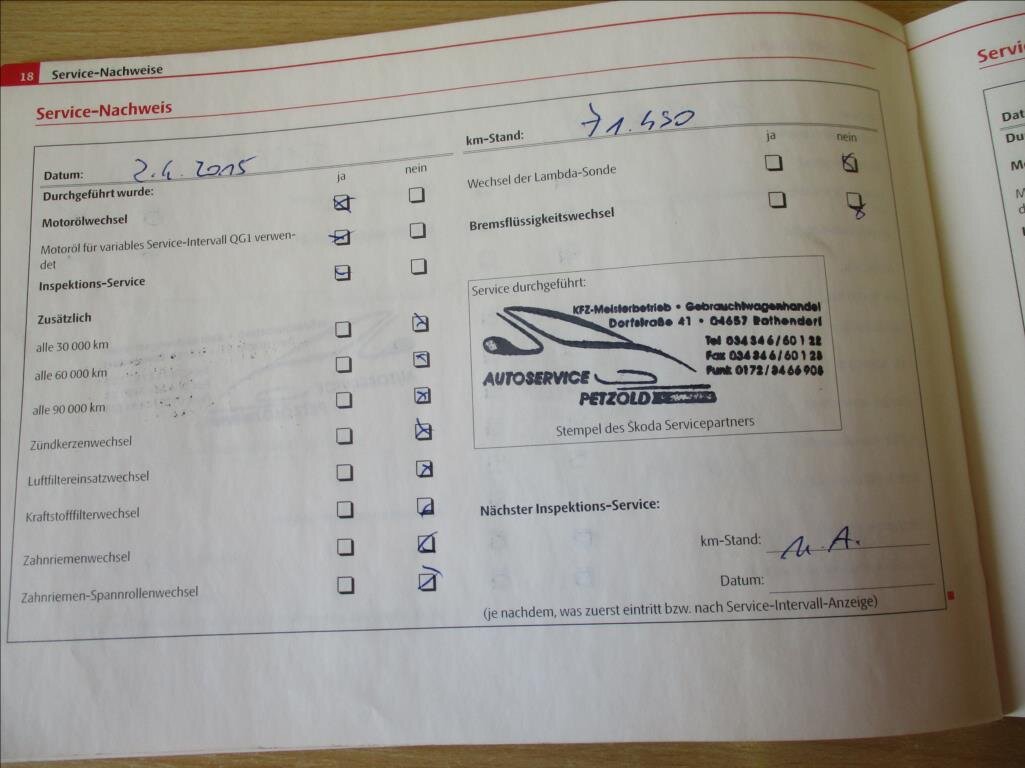 18 Service-Nachweise
Service-Nachweis
Datum: 2.4.2015
ja nein
Durchgeführt wurde:
Motorölwechsel
Motoröl für variables Service-Intervall QG1 verwen-
det
Inspektions-Service
Zusätzlich
alle 30 000 km
alle 60 000 km
alle 90 000 km
Zündkerzenwechsel
Luftfiltereinsatzwechsel
Kraftstofffilterwechsel
Zahnriemenwechsel
Zahnriemen-Spannrollenwechsel
km-Stand: 71.450
ja nein
Wechsel der Lambda-Sonde
Bremsflüssigkeitswechsel
Service durchgeführt:
KFZ-Meisterbetrieb • Gebrauchtwagenhandel
Dorfstraße 41 • 04657 Rathendorf
Tel 034346/60122
Fax 034346/60123
Funk 0172/3466908
AUTOSERVICE
PETZOLD
Stempel des Škoda Servicepartners
Nächster Inspektions-Service:
km-Stand: n.A.
Datum:
(je nachdem, was zuerst eintritt bzw. nach Service-Intervall-Anzeige)
Servi
Dat
Du